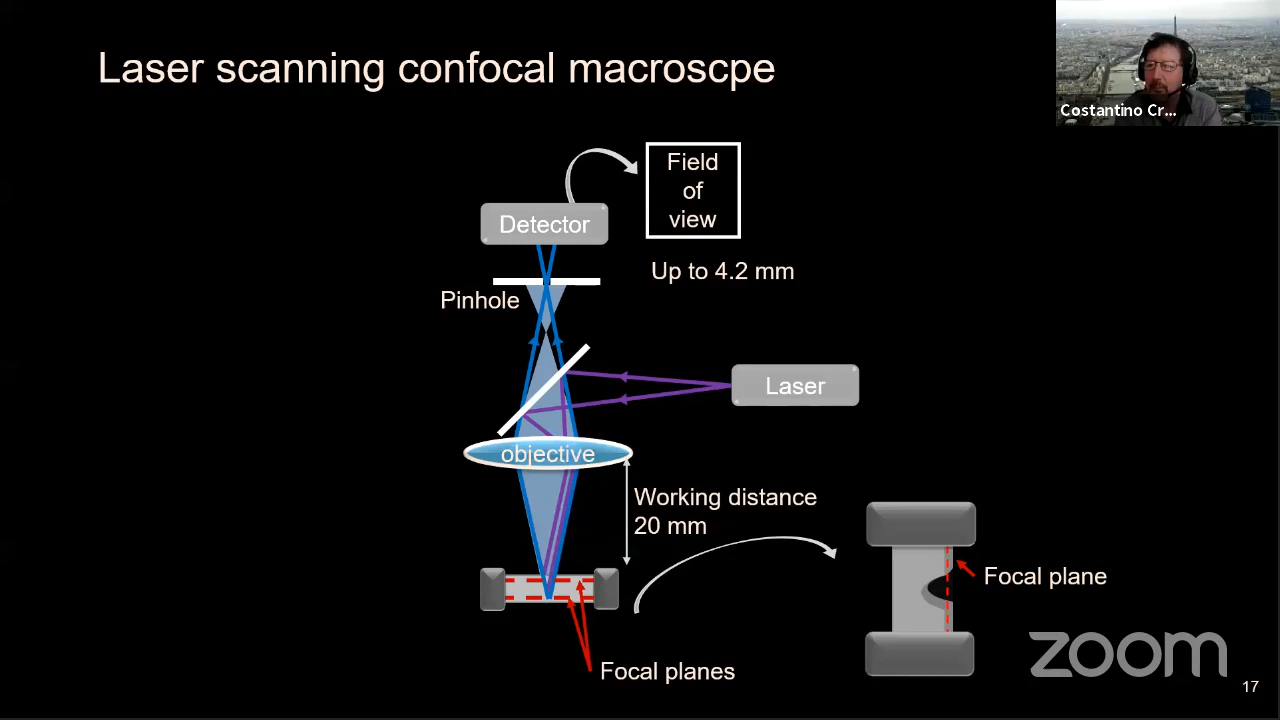 Laser scanning confocal macroscpe
Costantino Cr...
Field
of
view
Detector
Up to 4.2 mm
Pinhole
Laser
objective
Working distance
20 mm
Focal plane
Focal planes
zoom
17